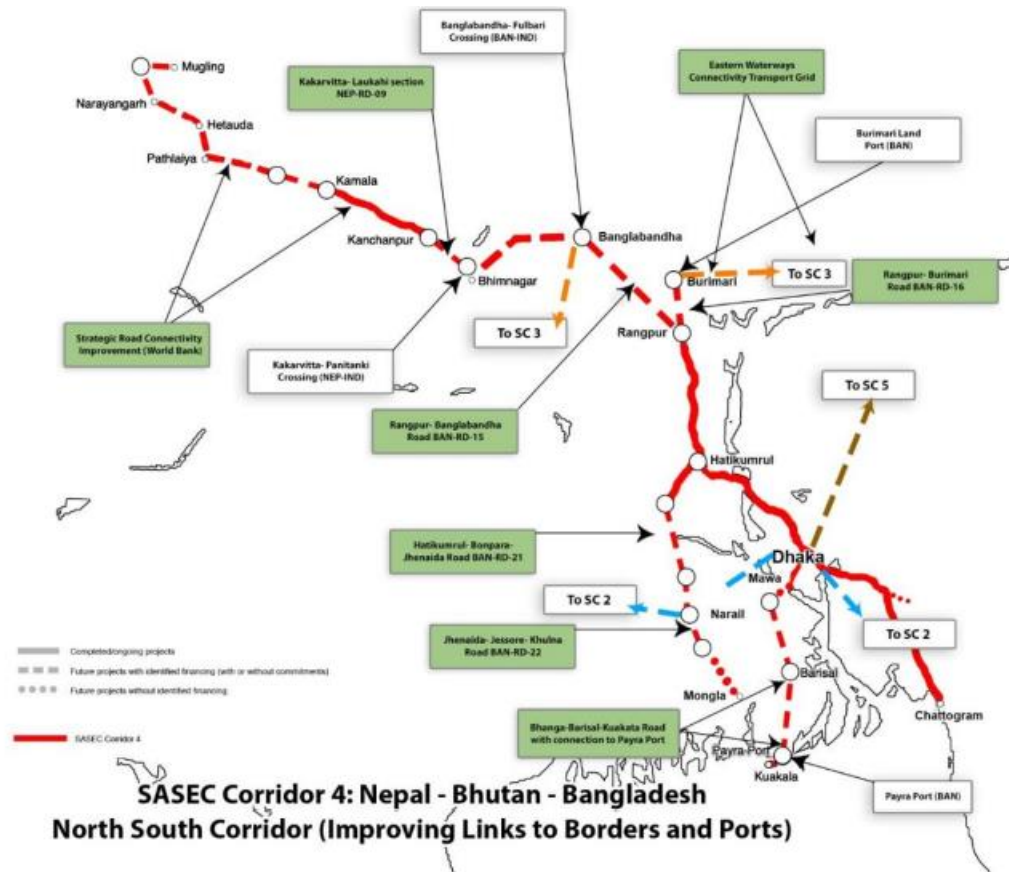 Banglabandha- Fulbari
Crossing (BAN-IND)
Mugling
Kakarvitta- Laukahi section
NEP-RD-09
Eastern Waterways
Connectivity Transport Grid
Narayangarh
Hetauda
Burimari Land
Port (BAN)
Pathlaiya
Kamala
Kanchanpur
Banglabandha
Bhimnagar
Burimari
To SC 3
Rangpur- Burimari
Road BAN-RD-16
To SC 3
Rangpur
Strategic Road Connectivity
Improvement (World Bank)
Kakarvitta- Panitanki
Crossing (NEP-IND)
To SC 5
Rangpur- Banglabandha
Road BAN-RD-15
Hatikumrul
Hatikumrul- Bonpara-
Jhenaida Road BAN-RD-21
Dhaka
Mawa
To SC 2
Narail
To SC 2
Jhenaida- Jessore- Khulna
Road BAN-RD-22
Completed/ongoing projects
Future projects with identified financing (with or without commitments)
Future projects without identified financing
Barisal
Mongla
Chattogram
SASEC Corridor 4
Bhanga-Barisal-Kuakata Road
with connection to Payra Port
Payra-Port
Kuakala
Payra Port (BAN)
SASEC Corridor 4: Nepal - Bhutan - Bangladesh
North South Corridor (Improving Links to Borders and Ports)